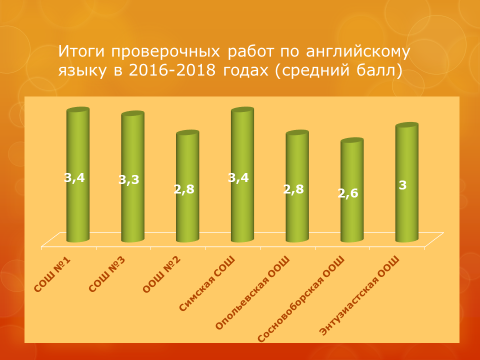 Итоги проверочных работ по английскому
языку в 2016-2018 годах (средний балл)
3,4
3,3
2,8
3,4
2,8
2,6
3
СОШ №1
СОШ №3
ООШ №2
Симская СОШ
Опольевская ООШ
Сосновоборская ООШ
Энтузиастская ООШ